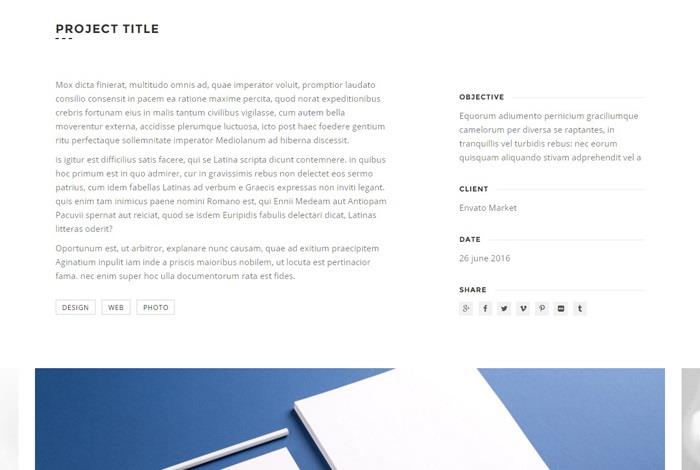 PROJECT TITLE
Mox dicta finierat, multitudo omnis ad, quae imperator voluit, promptior laudato
consilio consensit in pacem ea ratione maxime percita, quod norat expeditionibus
crebris fortunam eius in malis tantum civilibus vigilasse, cum autem bella
moverentur externa, accidisse plerumque luctuosa, icto post haec foedere gentium
ritu perfectaque sollemnitate imperator Mediolanum ad hiberna discessit.
is igitur est difficilius satis facere, qui se Latina scripta dicunt contemnere. in quibus
hoc primum est in quo admirer, cur in gravissimis rebus non delectet eos sermo
patrius, cum idem fabellas Latinas ad verbum e Graecis expressas non inviti legant.
quis enim tam inimicus paene nomini Romano est, qui Ennii Medeam aut Antiopam
Pacuvii spernat aut reiciat, quod se isdem Euripidis fabulis delectari dicat, Latinas
litteras oderit?
Oportunum est, ut arbitror, explanare nunc causam, quae ad exitium praecipitem
Aginatium inpulit iam inde a priscis maioribus nobilem, ut locuta est pertinacior
fama. nec enim super hoc ulla documentorum rata est fides.
DESIGN WEB PHOTO
OBJECTIVE
Equorum adiumento pernicium graciliumque
camelorum per diversa se raptantes, in
tranquillis vel turbidis rebus: nec eorum
quisquam aliquando stivam adprehendit vel a
CLIENT
Envato Market
DATE
26 june 2016
SHARE